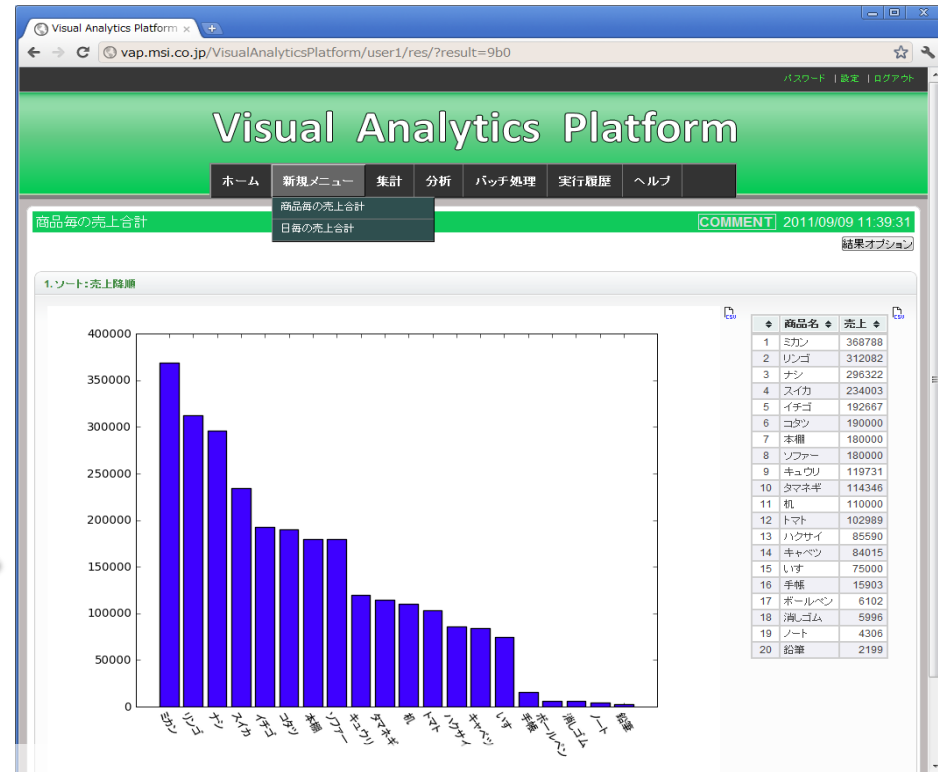 Visual Analytics Platform
vap.msi.co.jp/VisualAnalyticsPlatform/user1/res/?result=9b0
パスワード | 設定 | ログアウト
Visual Analytics Platform
ホーム 新規メニュー 集計 分析 バッチ処理 実行履歴 ヘルプ
商品毎の売上合計
日毎の売上合計
商品毎の売上合計 COMMENT 2011/09/09 11:39:31
結果オプション
1.ソート:売上降順
CSV
CSV
商品名 売上
1 ミカン 368788
2 リンゴ 312082
3 ナシ 296322
4 スイカ 234003
5 イチゴ 192667
6 コタツ 190000
7 本棚 180000
8 ソファー 180000
9 キュウリ 119731
10 タマネギ 114346
11 机 110000
12 トマト 102989
13 ハクサイ 85590
14 キャベツ 84015
15 いす 75000
16 手帳 15903
17 ボールペン 6102
18 消しゴム 5996
19 ノート 4306
20 鉛筆 2199
400000
350000
300000
250000
200000
150000
100000
50000
0
ミカン リンゴ ナシ スイカ イチゴ コタツ 本棚 ソファー キュウリ タマネギ 机 トマト ハクサイ キャベツ いす 手帳 ボールペン 消しゴム ノート 鉛筆